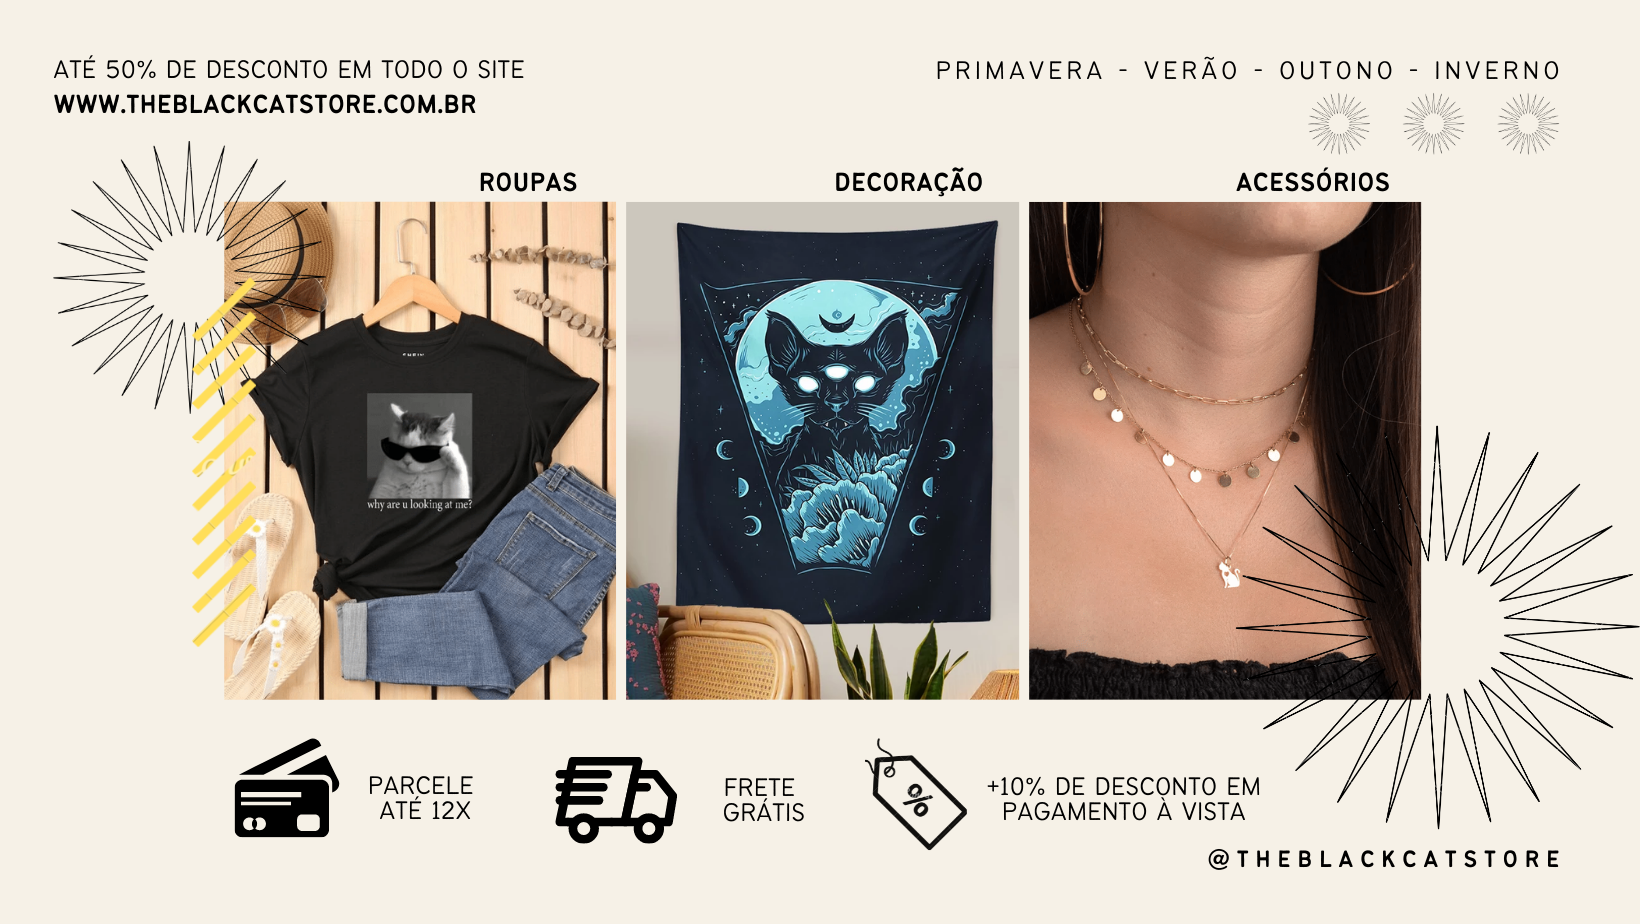 ATÉ 50% DE DESCONTO EM TODO O SITE
WWW.THEBLACKCATSTORE.COM.BR
PRIMAVERA - VERÃO - OUTONO - INVERNO
ROUPAS
DECORAÇÃO
ACESSÓRIOS
SHEIN
why are u looking at me?
PARCELE
ATÉ 12X
FRETE
GRÁTIS
%
+10% DE DESCONTO EM
PAGAMENTO À VISTA
@THEBLACKCATSTORE